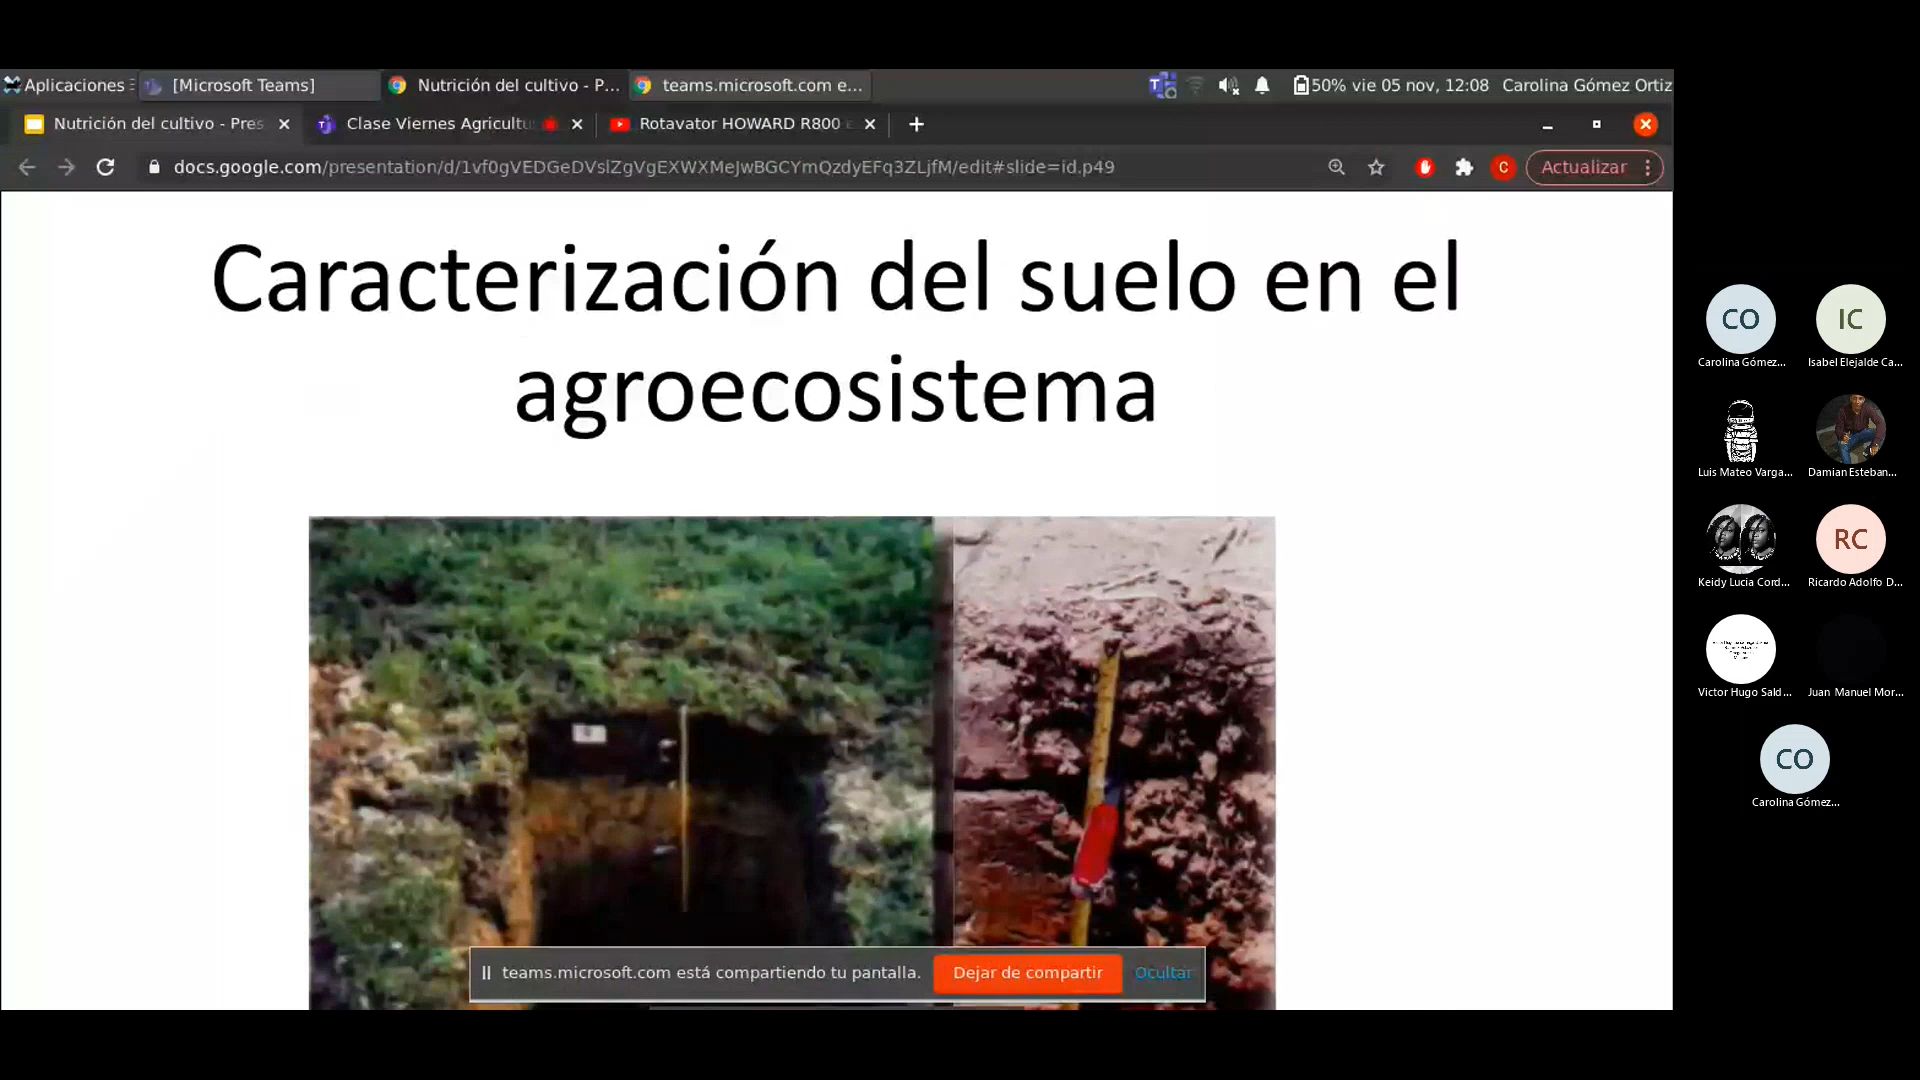 Aplicaciones
[Microsoft Teams]
Nutrición del cultivo - P...
teams.microsoft.com e...
50% vie 05 nov, 12:08
Carolina Gómez Ortiz
Nutrición del cultivo - Pres
Clase Viernes Agricultu
Rotavator HOWARD R800
docs.google.com/presentation/d/1vf0gVEDGeDVslZgVgEXWXMeJwBGCYmQzdyEFq3ZLjfM/edit#slide=id.p49
C
Actualizar
Caracterización del suelo en el
agroecosistema
teams.microsoft.com está compartiendo tu pantalla.
Dejar de compartir
Ocultar
CO
IC
Carolina Gómez...
Isabel Elejalde Ca...
Luis Mateo Varga...
Damian Esteban...
RC
Keidy Lucia Cord...
Ricardo Adolfo D...
Victor Hugo Sald...
Juan Manuel Mor...
CO
Carolina Gómez...